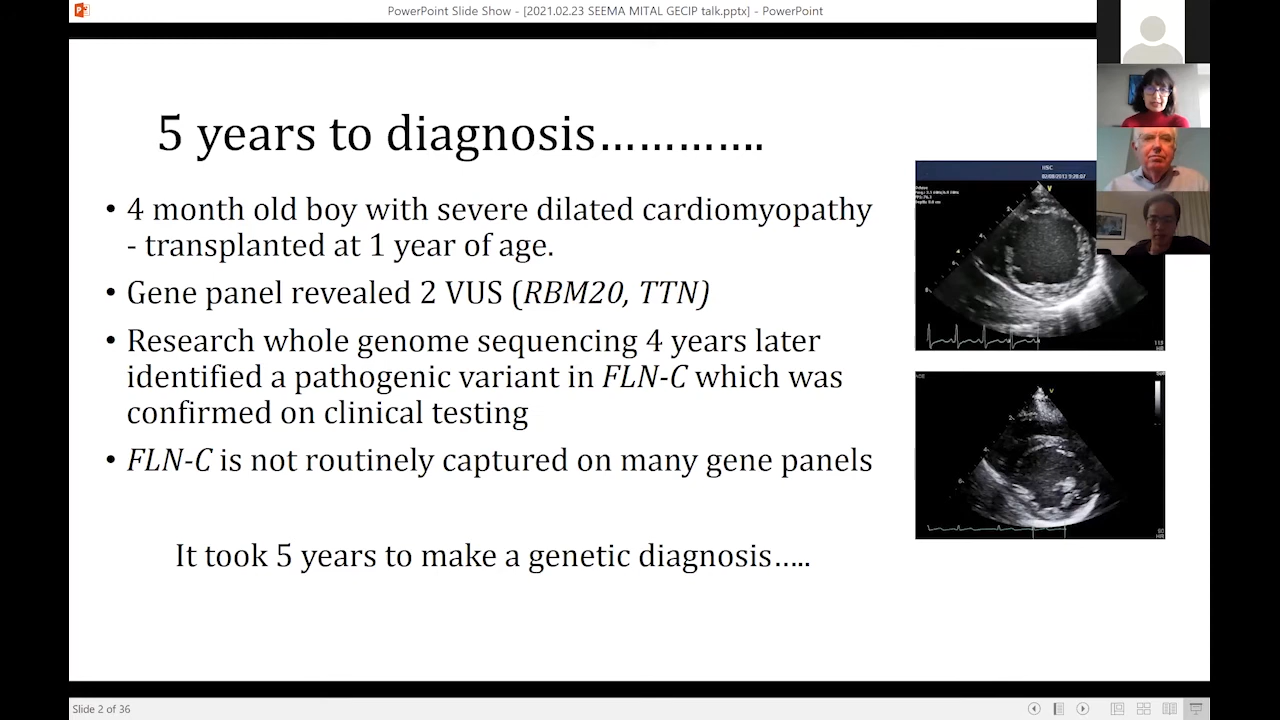 PowerPoint Slide Show - [2021.02.23 SEEMA MITAL GECIP talk.pptx] - PowerPoint
5 years to diagnosis………….
• 4 month old boy with severe dilated cardiomyopathy
- transplanted at 1 year of age.
• Gene panel revealed 2 VUS (RBM20, TTN)
• Research whole genome sequencing 4 years later
identified a pathogenic variant in FLN-C which was
confirmed on clinical testing
• FLN-C is not routinely captured on many gene panels
It took 5 years to make a genetic diagnosis…..
HSC
V
V
Slide 2 of 36